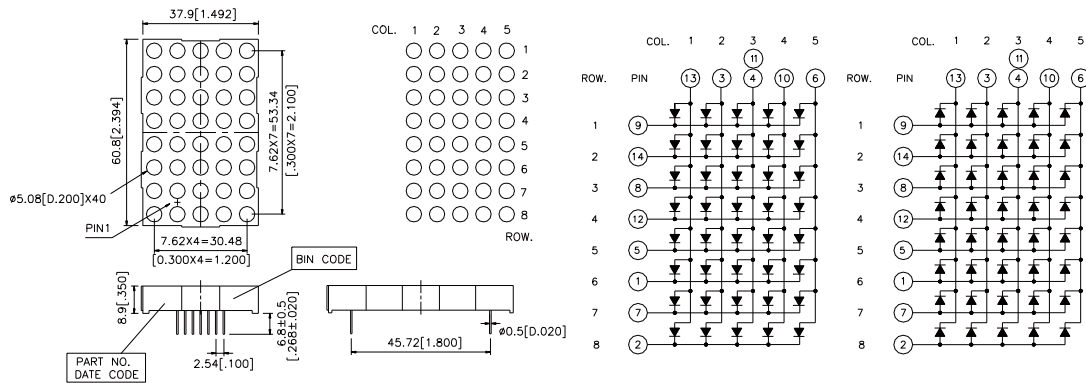 37.9[1.492]
60.8[2.394]
7.62X7=53.34
[.300X7=2.100]
ø5.08[D.200]X40
PIN1
7.62X4=30.48
[0.300X4=1.200]
BIN CODE
8.9[.350]
6.8±0.5
[.268±.020]
PART NO.
DATE CODE
2.54[.100]
45.72[1.800]
ø0.5[D.020]
COL. 1 2 3 4 5
1
2
3
4
5
6
7
8
ROW.
COL. 1 2 3 4 5
11
ROW. PIN 13 3 4 10 6
1 9
2 14
3 8
4 12
5 5
6 1
7 7
8 2
COL. 1 2 3 4 5
11
ROW. PIN 13 3 4 10 6
1 9
2 14
3 8
4 12
5 5
6 1
7 7
8 2